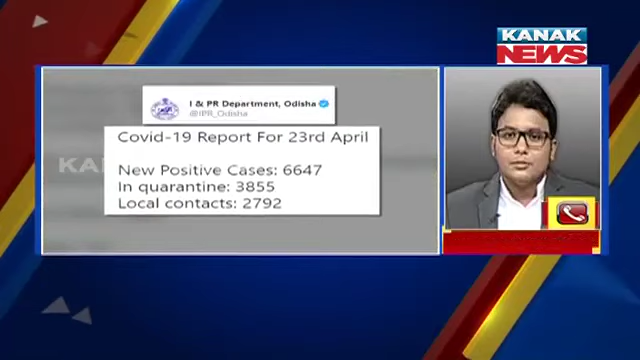 KANAK
NEWS
I & PR Department, Odisha
@IPR_Odisha
Covid-19 Report For 23rd April
New Positive Cases: 6647
In quarantine: 3855
Local contacts: 2792